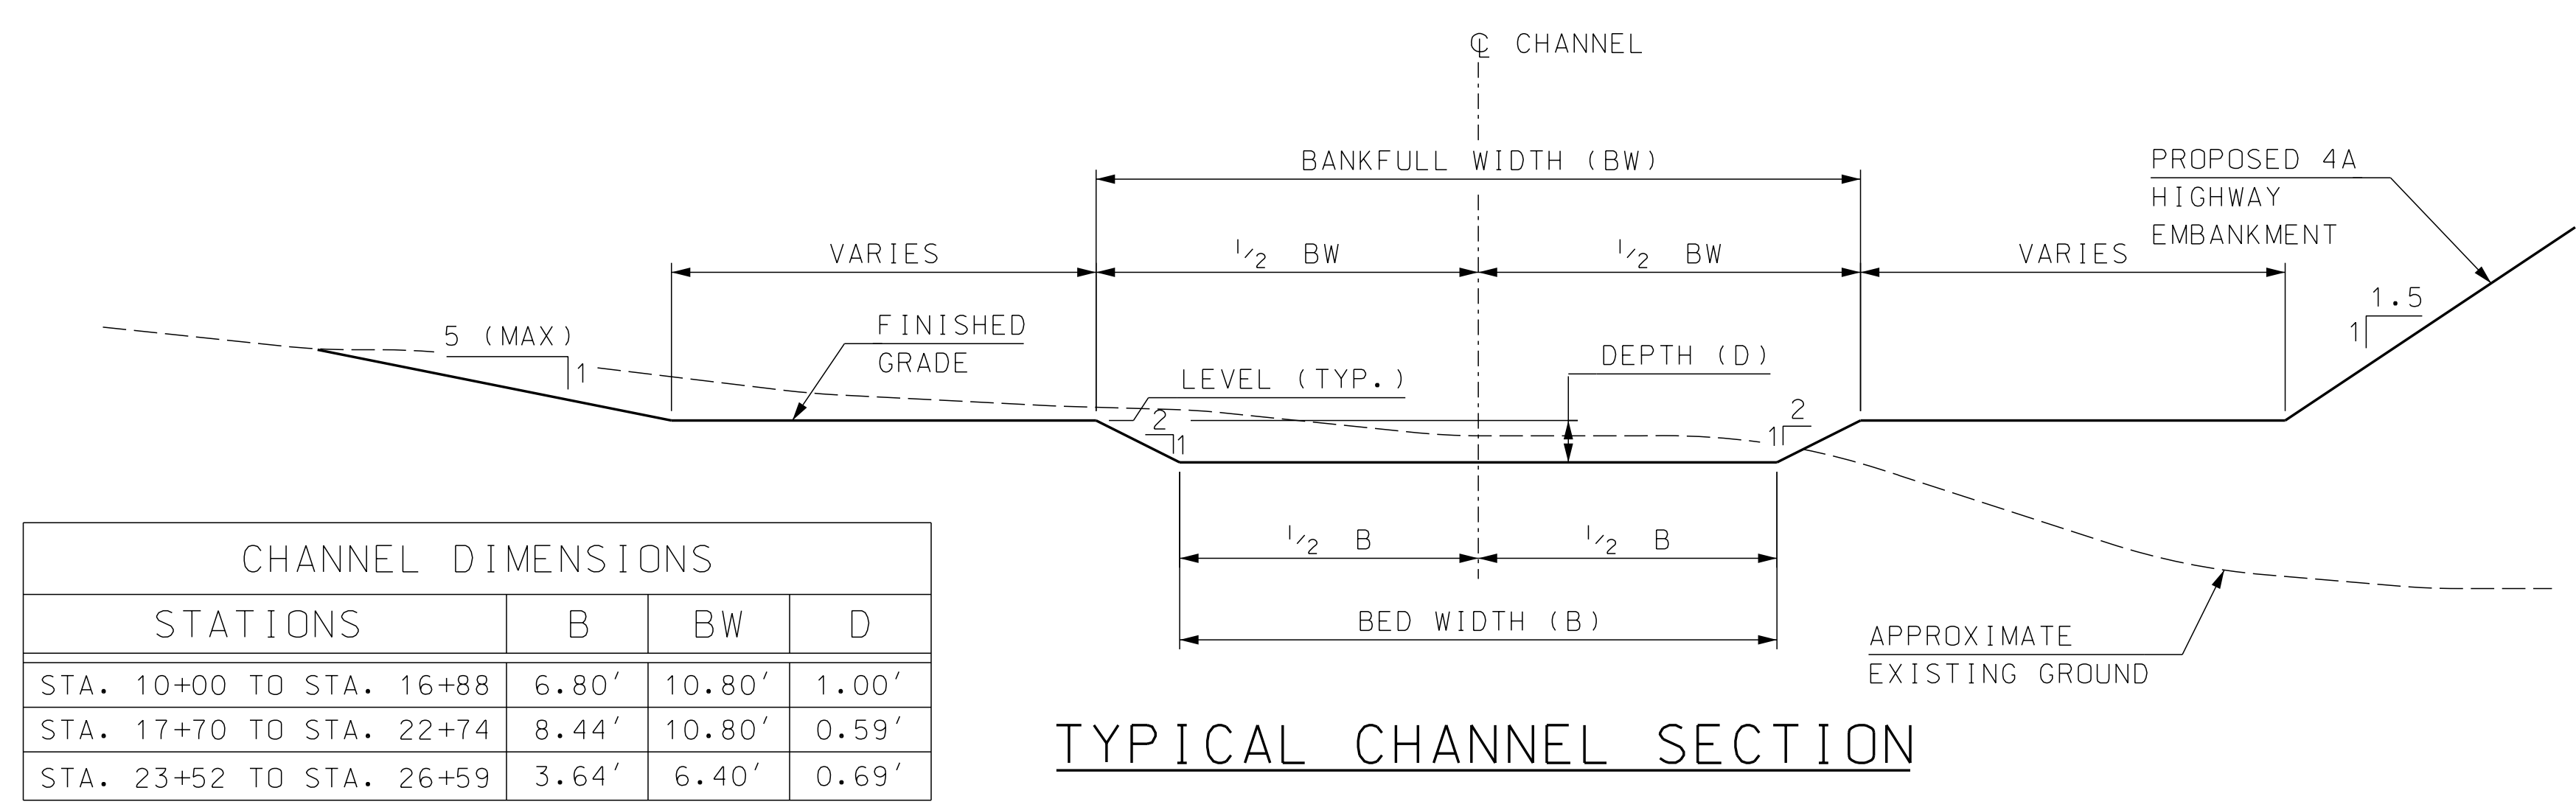 ℄ CHANNEL
BANKFULL WIDTH (BW)
PROPOSED 4A
HIGHWAY
EMBANKMENT
VARIES
1/2 BW
1/2 BW
VARIES
1.5
1
5 (MAX)
1
FINISHED
GRADE
LEVEL (TYP.)
DEPTH (D)
2
1
2
1
1/2 B
1/2 B
BED WIDTH (B)
APPROXIMATE
EXISTING GROUND
CHANNEL DIMENSIONS
STATIONS B BW D
STA. 10+00 TO STA. 16+88 6.80' 10.80' 1.00'
STA. 17+70 TO STA. 22+74 8.44' 10.80' 0.59'
STA. 23+52 TO STA. 26+59 3.64' 6.40' 0.69'
TYPICAL CHANNEL SECTION